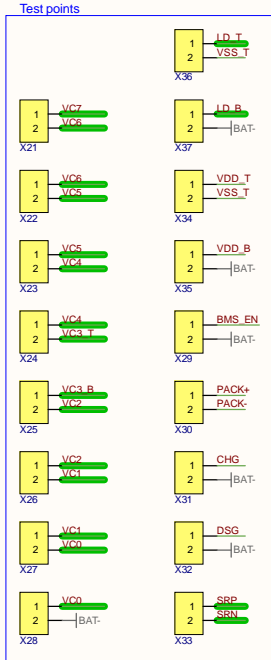 Test points
1 LD_T
2 VSS_T
X36
1 VC7
2 VC6
X21
1 LD_B
2 BAT-
X37
1 VC6
2 VC5
X22
1 VDD_T
2 VSS_T
X34
1 VC5
2 VC4
X23
1 VDD_B
2 BAT-
X35
1 VC4
2 VC3_T
X24
1 BMS_EN
2 BAT-
X29
1 VC3_B
2 VC2
X25
1 PACK+
2 PACK-
X30
1 VC2
2 VC1
X26
1 CHG
2 BAT-
X31
1 VC1
2 VC0
X27
1 DSG
2 BAT-
X32
1 VC0
2 BAT-
X28
1 SRP
2 SRN
X33